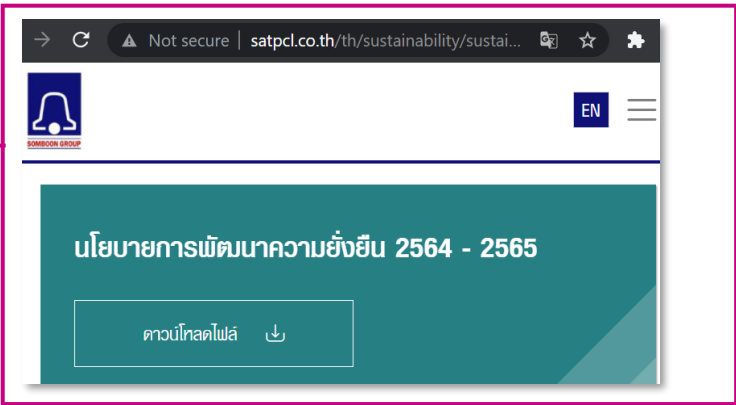 Not secure | satpcl.co.th/th/sustainability/sustai...
SOMBOON GROUP
EN
นโยบายการพัฒนาความยั่งยืน 2564 - 2565
ดาวน์โหลดไฟล์